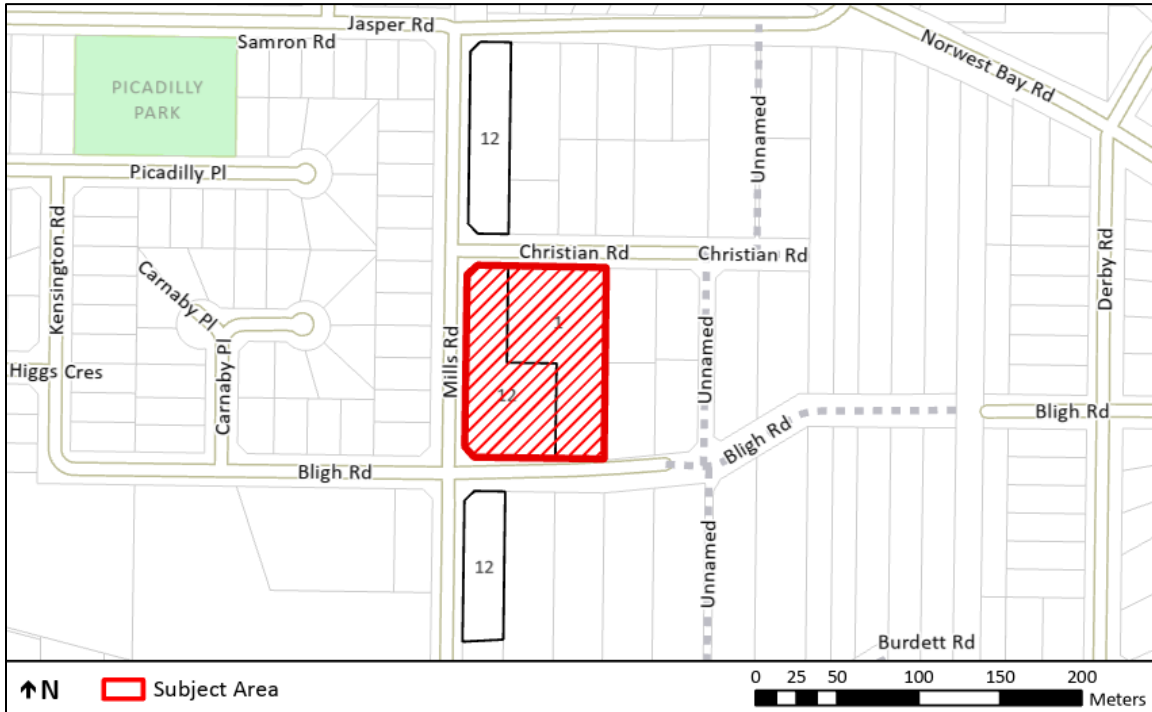 Jasper Rd
Samron Rd
Norwest Bay Rd
PICADILLY
PARK
12
Unnamed
Picadilly Pl
Kensington Rd
Christian Rd
Christian Rd
Carnaby Pl
Derby Rd
1
Mills Rd
Unnamed
Higgs Cres
Carnaby Pl
12
Bligh Rd
Bligh Rd
Bligh Rd
12
Unnamed
Burdett Rd
N
Subject Area
0 25 50 100 150 200
Meters